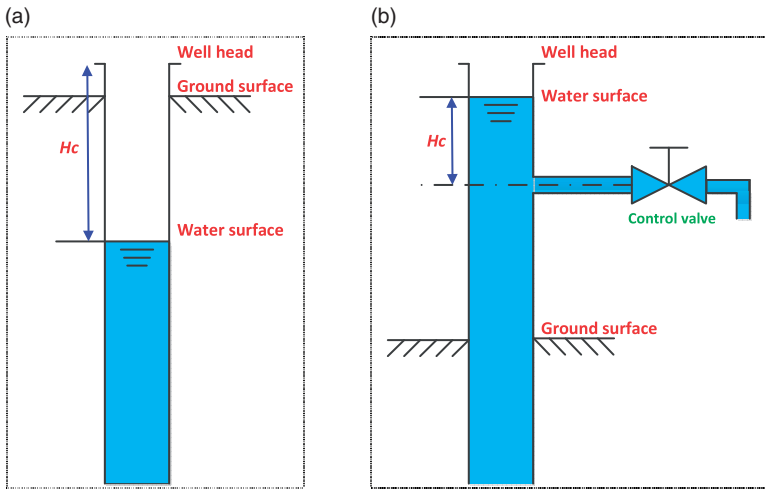 (a)
Well head
Ground surface
Hc
Water surface
(b)
Well head
Water surface
Hc
Control valve
Ground surface